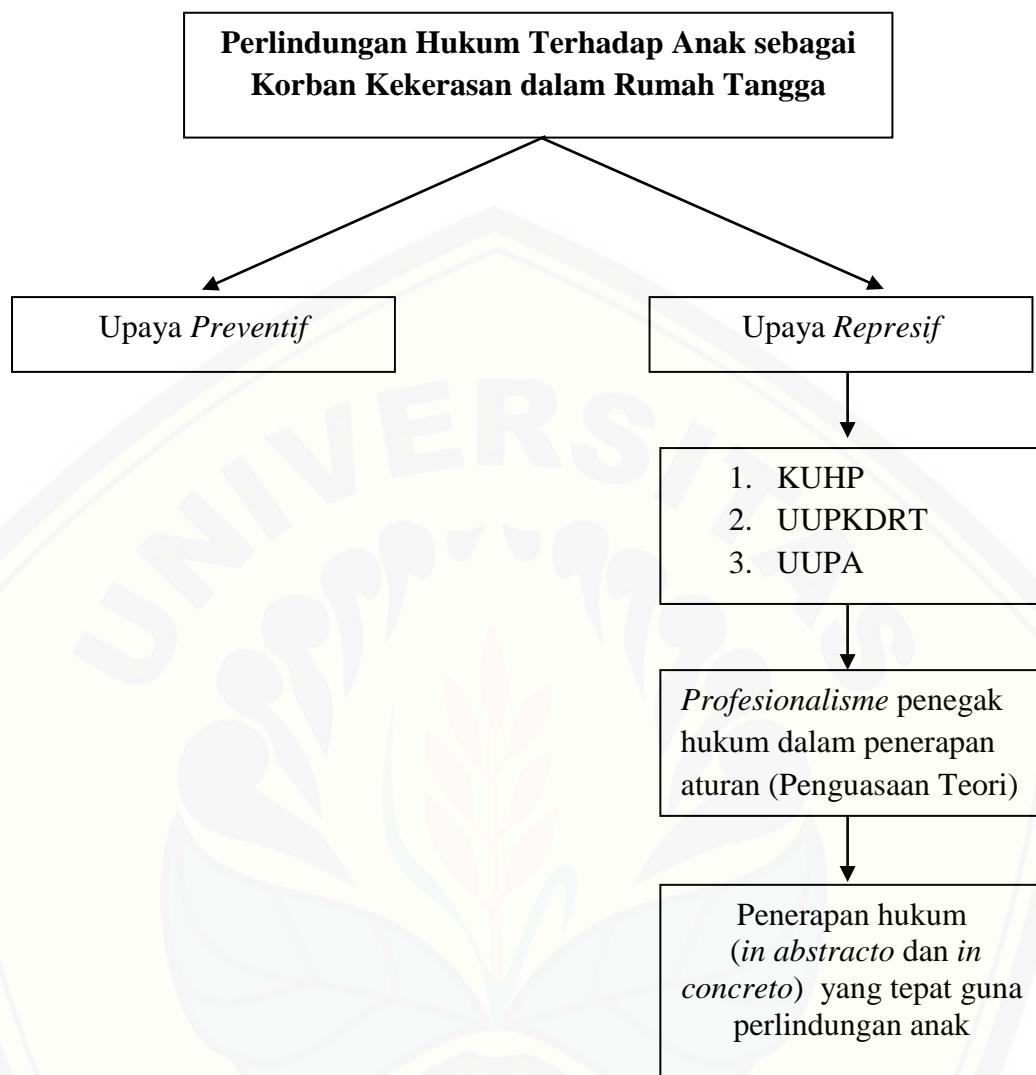 Perlindungan Hukum Terhadap Anak sebagai
Korban Kekerasan dalam Rumah Tangga
Upaya Preventif
Upaya Represif
1. KUHP
2. UUPKDRT
3. UUPA
Profesionalisme penegak
hukum dalam penerapan
aturan (Penguasaan Teori)
Penerapan hukum
(in abstracto dan in
concreto) yang tepat guna
perlindungan anak
UNIVERSITAS